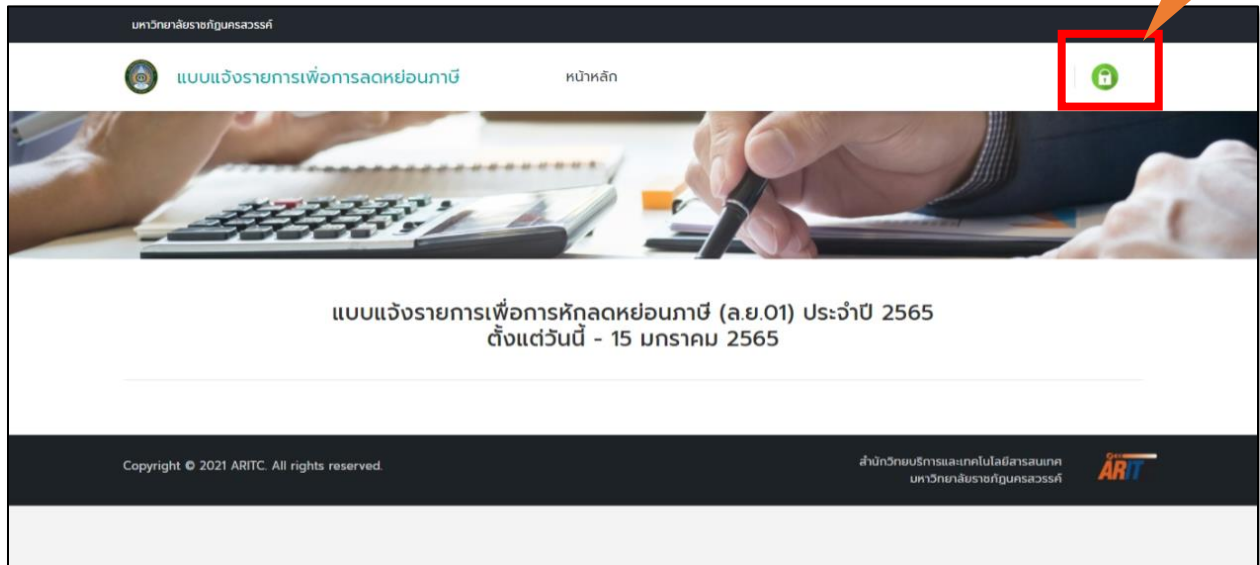 มหาวิทยาลัยราชภัฏนครสวรรค์
แบบแจ้งรายการเพื่อการลดหย่อนภาษี
หน้าหลัก
แบบแจ้งรายการเพื่อการหักลดหย่อนภาษี (ล.ย.01) ประจำปี 2565
ตั้งแต่วันนี้ - 15 มกราคม 2565
Copyright © 2021 ARITC. All rights reserved.
สำนักวิทยบริการและเทคโนโลยีสารสนเทศ
มหาวิทยาลัยราชภัฏนครสวรรค์
ARIT